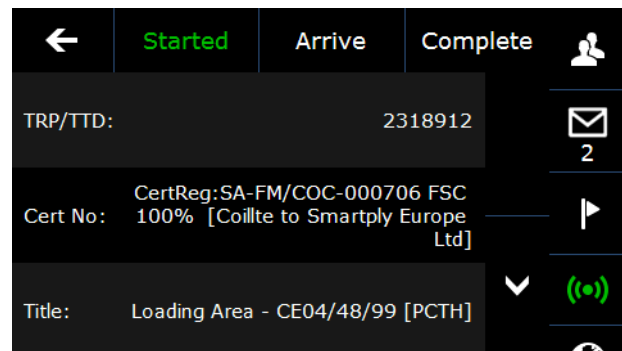 Started Arrive Complete
TRP/TTD: 2318912
2
CertReg:SA-FM/COC-000706 FSC
Cert No: 100% [Coillte to Smartply Europe
Ltd]
Title: Loading Area - CE04/48/99 [PCTH]